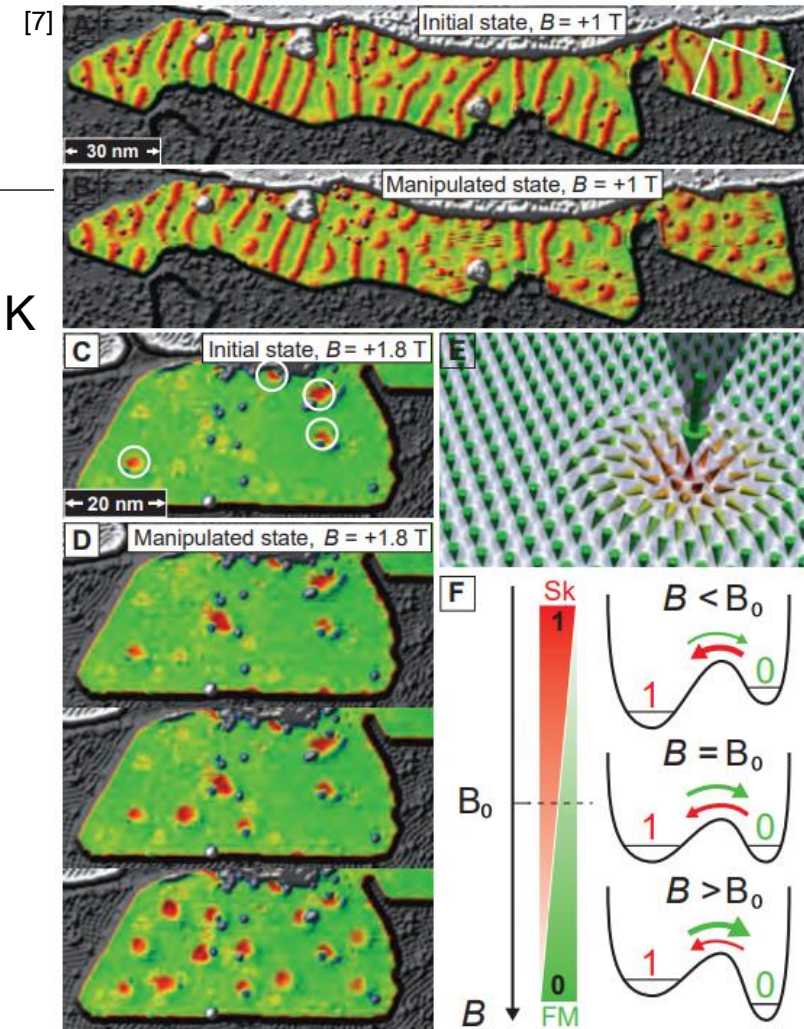 [7]
A
Initial state, B = +1 T
30 nm
B
Manipulated state, B = +1 T
K
C
Initial state, B = +1.8 T
20 nm
D
Manipulated state, B = +1.8 T
E
F
Sk
1
B₀
0
FM
B
B < B₀
1
0
B = B₀
1
0
B > B₀
1
0